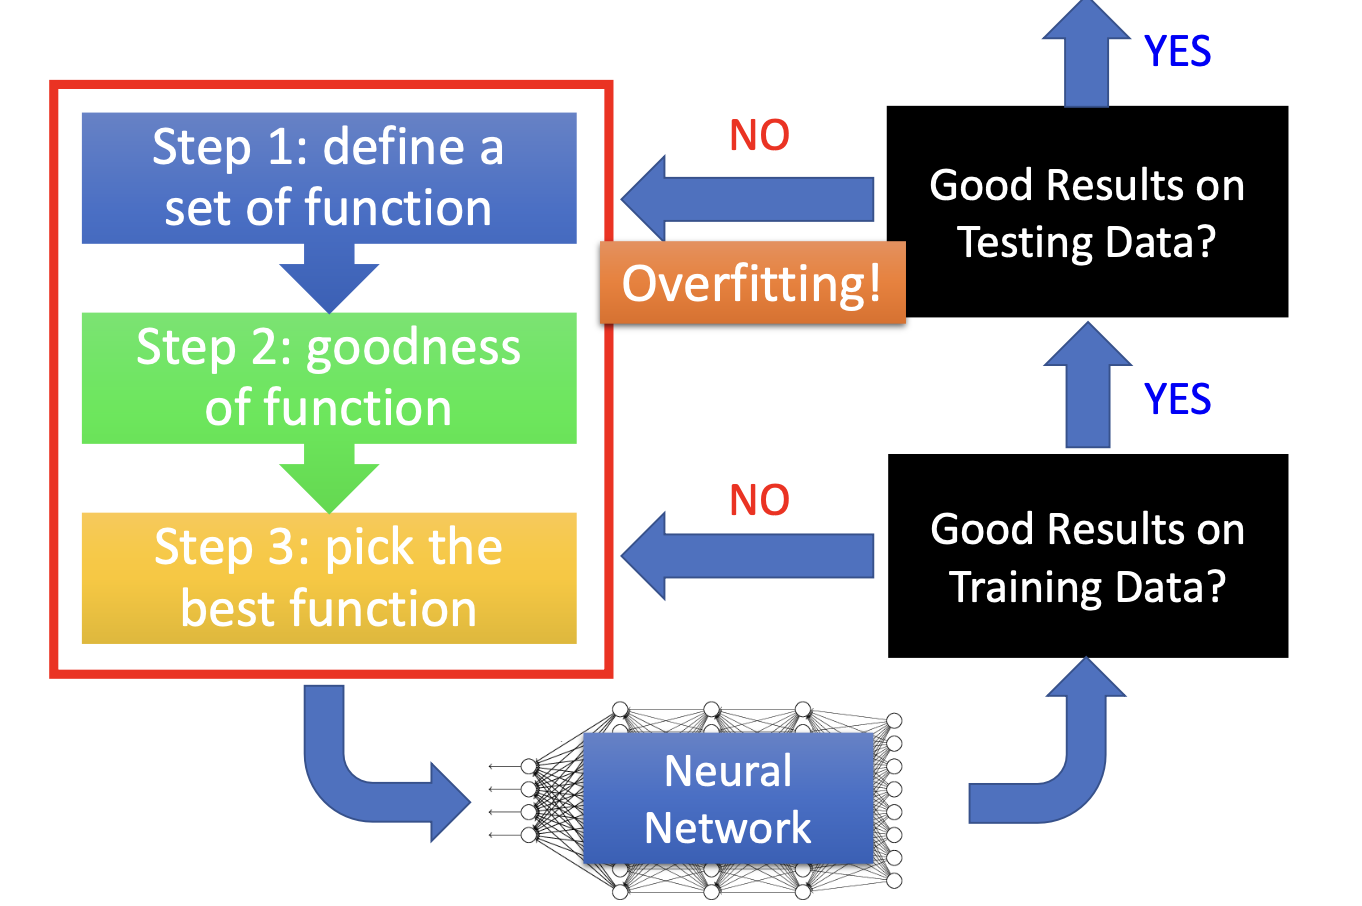 Step 1: define a
set of function
Step 2: goodness
of function
Step 3: pick the
best function
Neural
Network
Good Results on
Training Data?
NO
YES
Good Results on
Testing Data?
NO
Overfitting!
YES